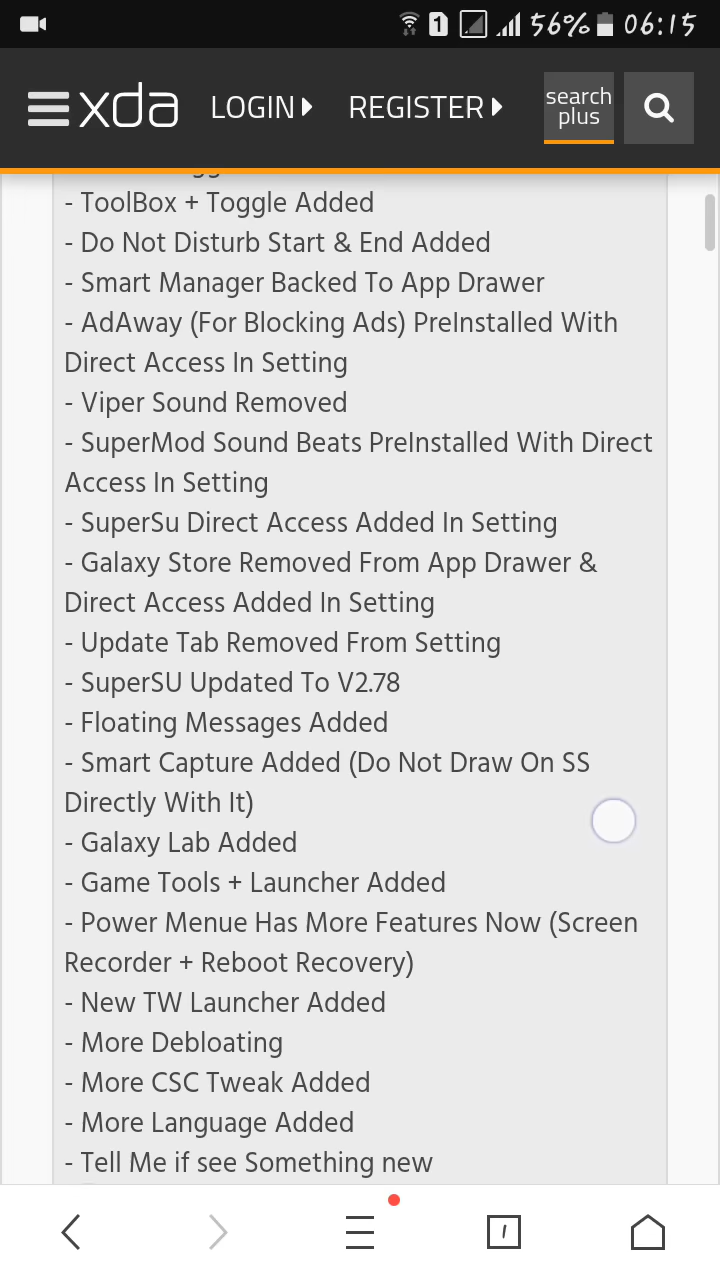 1 56% 06:15
xda LOGIN REGISTER search plus
- ToolBox + Toggle Added
- Do Not Disturb Start & End Added
- Smart Manager Backed To App Drawer
- AdAway (For Blocking Ads) PreInstalled With
Direct Access In Setting
- Viper Sound Removed
- SuperMod Sound Beats PreInstalled With Direct
Access In Setting
- SuperSu Direct Access Added In Setting
- Galaxy Store Removed From App Drawer &
Direct Access Added In Setting
- Update Tab Removed From Setting
- SuperSU Updated To V2.78
- Floating Messages Added
- Smart Capture Added (Do Not Draw On SS
Directly With It)
- Galaxy Lab Added
- Game Tools + Launcher Added
- Power Menue Has More Features Now (Screen
Recorder + Reboot Recovery)
- New TW Launcher Added
- More Debloating
- More CSC Tweak Added
- More Language Added
- Tell Me if see Something new
1